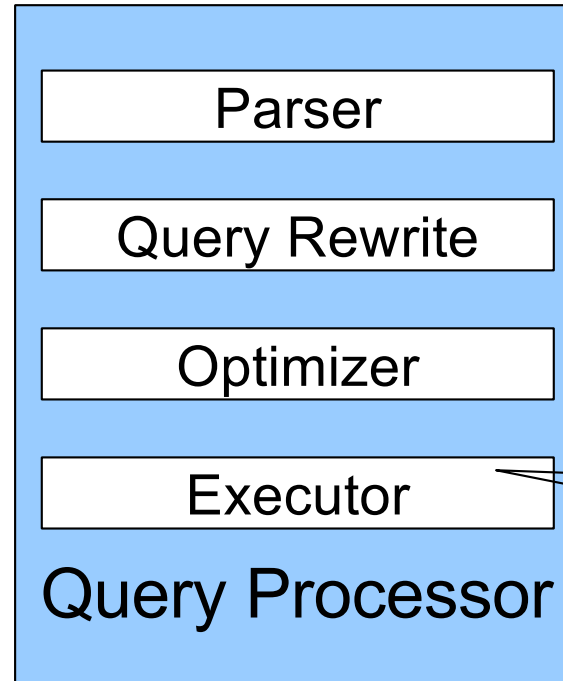 Parser
Query Rewrite
Optimizer
Executor
Query Processor